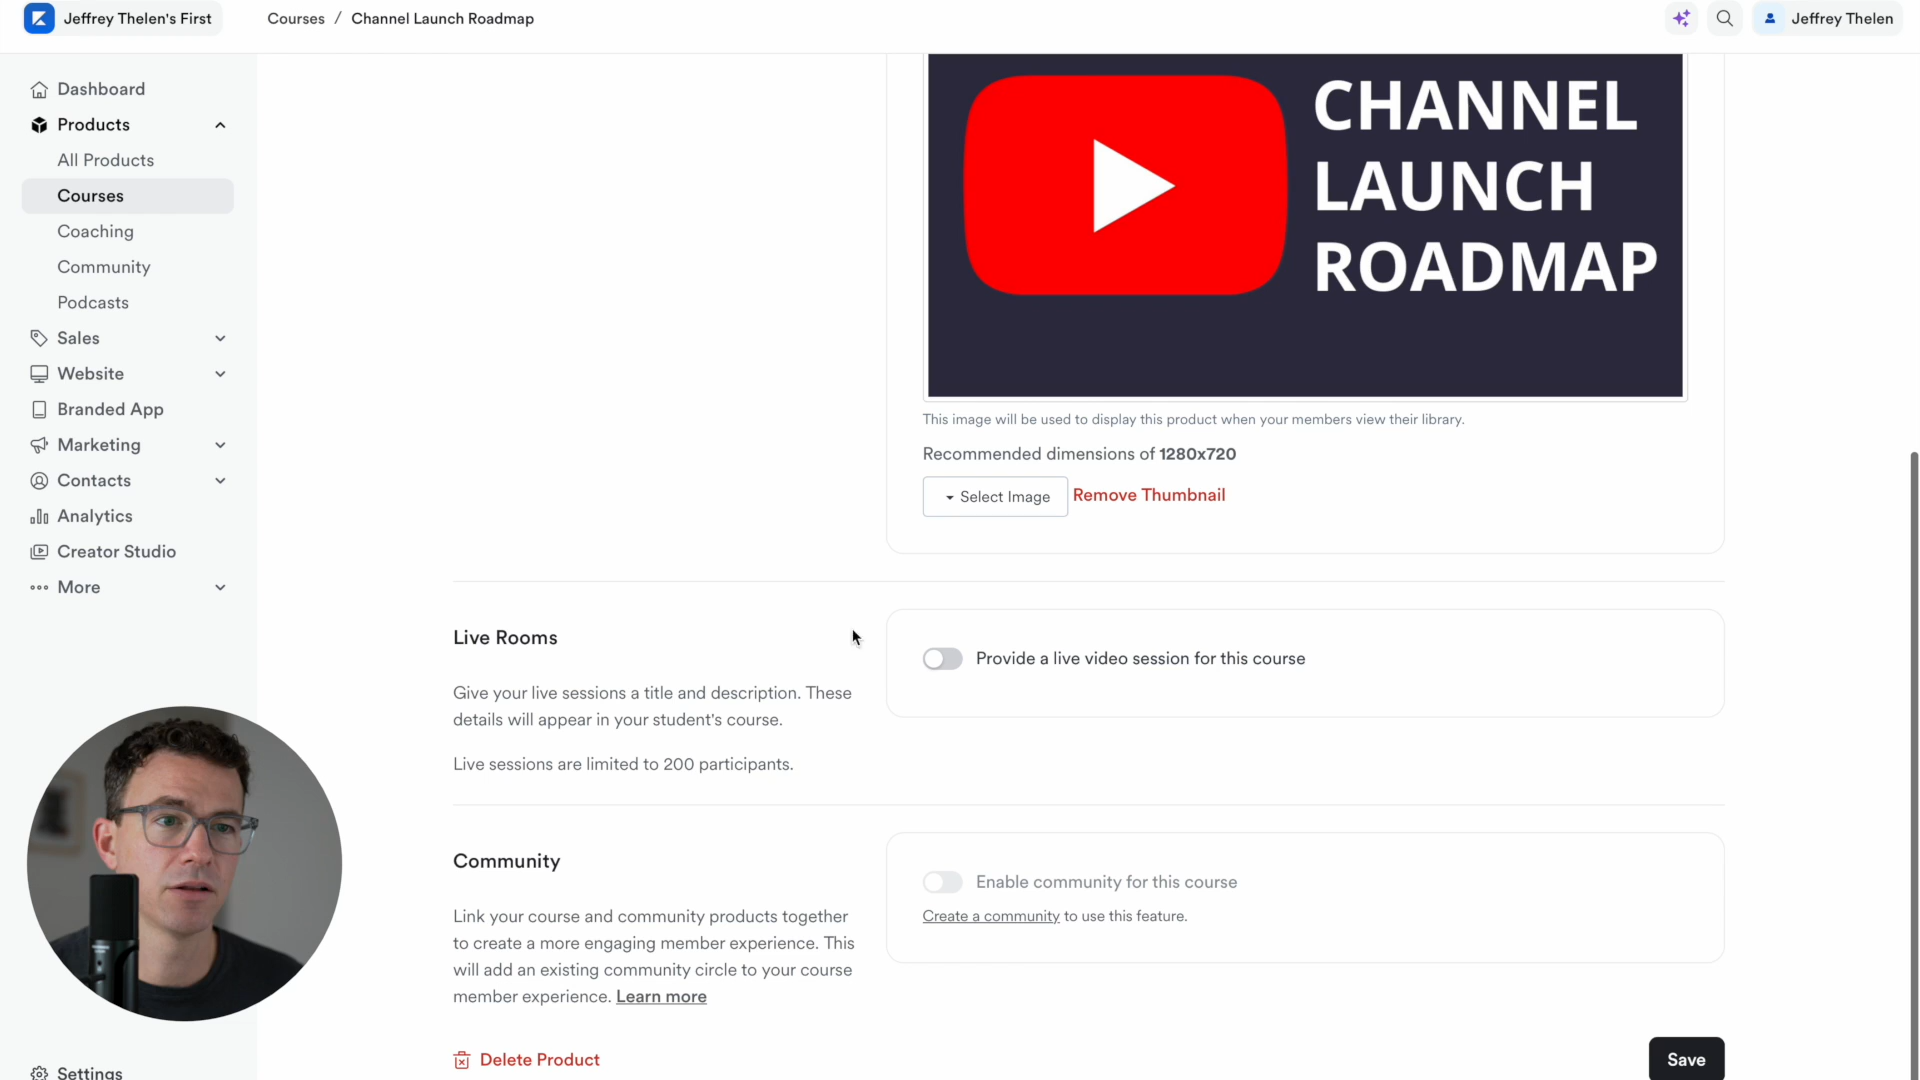 Jeffrey Thelen's First
Courses / Channel Launch Roadmap
Jeffrey Thelen
Dashboard
Products
All Products
Courses
Coaching
Community
Podcasts
Sales
Website
Branded App
Marketing
Contacts
Analytics
Creator Studio
More
Settings
CHANNEL
LAUNCH
ROADMAP
This image will be used to display this product when your members view their library.
Recommended dimensions of 1280x720
Select Image
Remove Thumbnail
Live Rooms
Give your live sessions a title and description. These
details will appear in your student's course.
Live sessions are limited to 200 participants.
Provide a live video session for this course
Community
Link your course and community products together
to create a more engaging member experience. This
will add an existing community circle to your course
member experience. Learn more
Enable community for this course
Create a community to use this feature.
Delete Product
Save